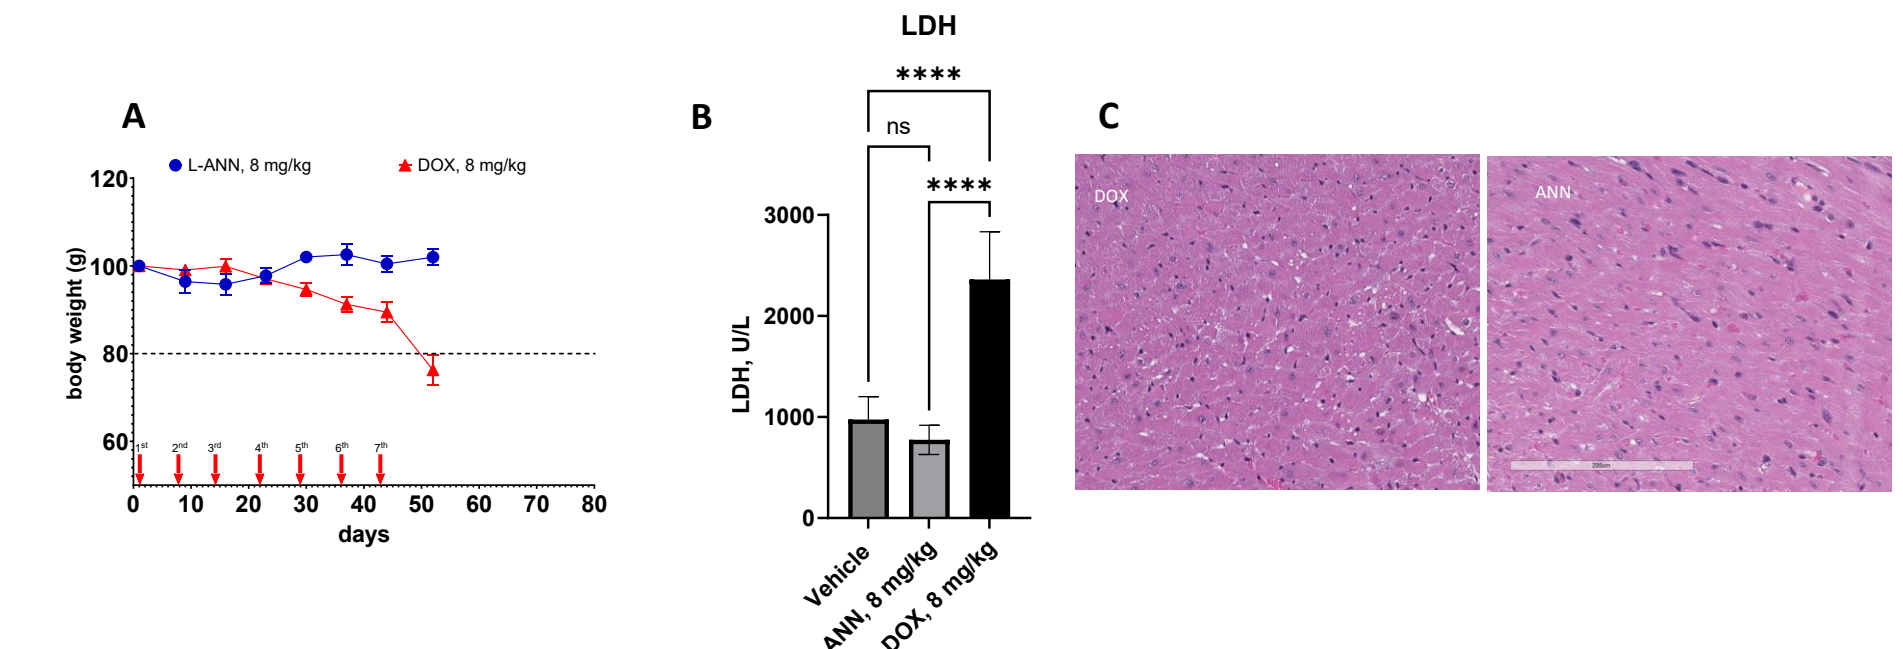 A
L-ANN, 8 mg/kg
DOX, 8 mg/kg
120
100
80
60
body weight (g)
1st 2nd 3rd 4th 5th 6th 7th
0 10 20 30 40 50 60 70 80
days
B
LDH
****
ns
****
3000
2000
1000
0
LDH, U/L
Vehicle
ANN, 8 mg/kg
DOX, 8 mg/kg
C
DOX
ANN
200um